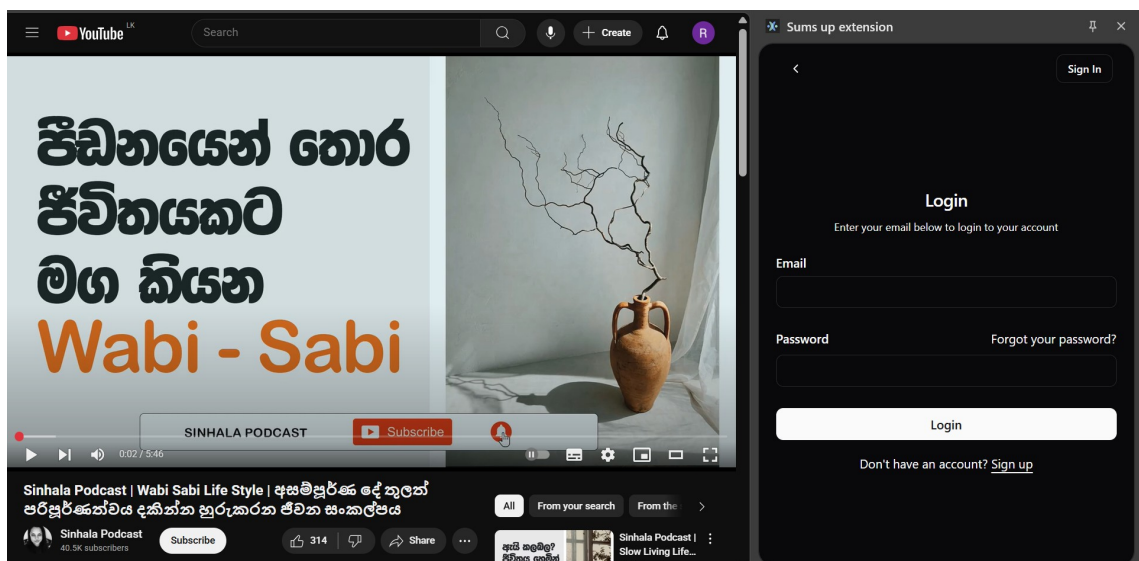 YouTube LK
Search
Create
R
පීඩනයෙන් තොර
ජීවිතයකට
මග කියන
Wabi - Sabi
SINHALA PODCAST
Subscribe
0:02 / 5:46
Sinhala Podcast | Wabi Sabi Life Style | අසම්පූර්ණ දේ තුලත්
පරිපූර්ණත්වය දකින්න හුරුකරන ජීවන සංකල්පය
Sinhala Podcast
40.5K subscribers
Subscribe
314
Share
All
From your search
From the
ඇයි කලබල?
Sinhala Podcast |
Slow Living Life...
Sums up extension
Sign In
Login
Enter your email below to login to your account
Email
Password
Forgot your password?
Login
Don't have an account? Sign up